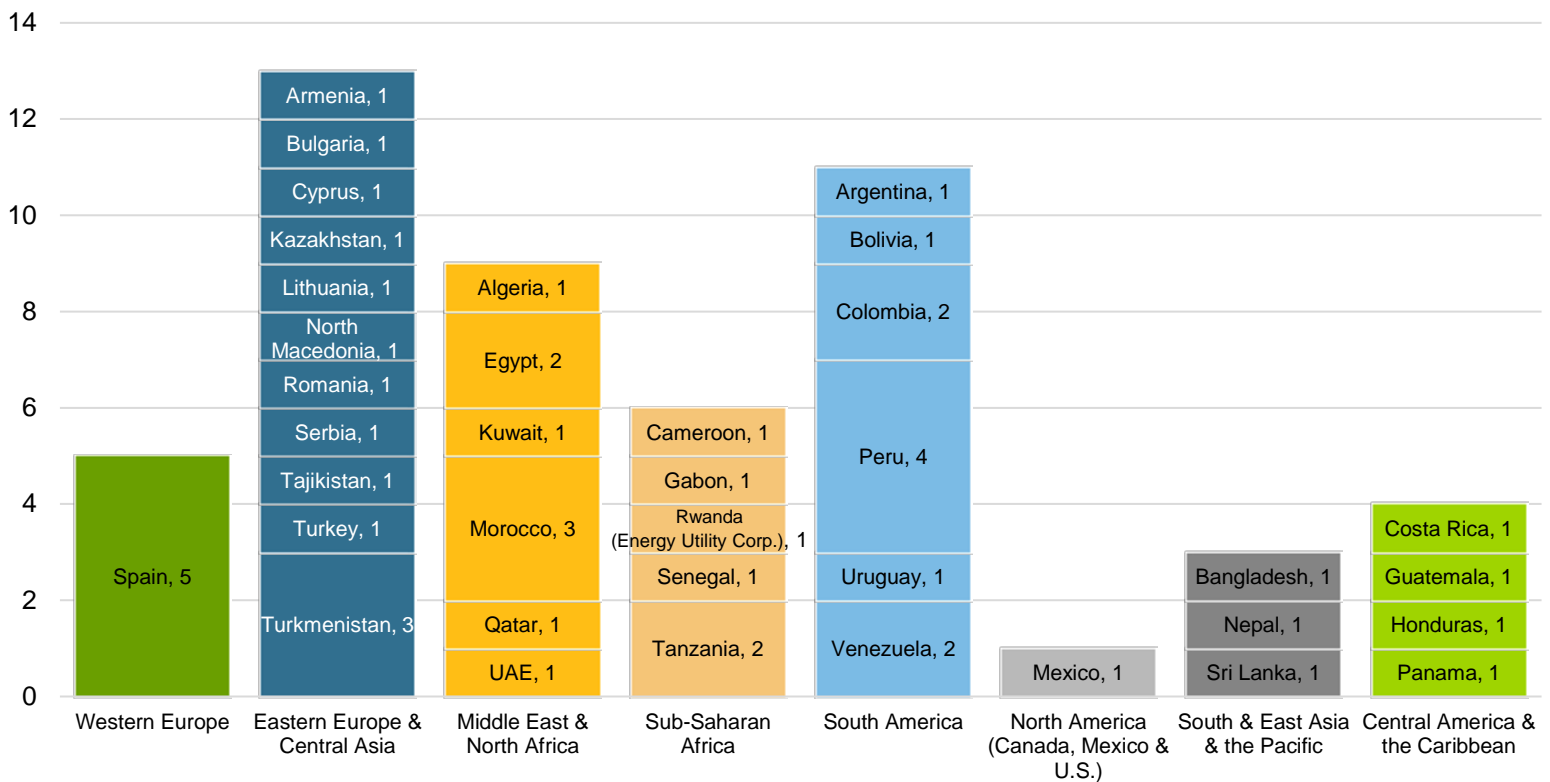 14
12
10
8
6
4
2
0
Spain, 5
Armenia, 1
Bulgaria, 1
Cyprus, 1
Kazakhstan, 1
Lithuania, 1
North
Macedonia, 1
Romania, 1
Serbia, 1
Tajikistan, 1
Turkey, 1
Turkmenistan, 3
Algeria, 1
Egypt, 2
Kuwait, 1
Morocco, 3
Qatar, 1
UAE, 1
Cameroon, 1
Gabon, 1
Rwanda
(Energy Utility Corp.), 1
Senegal, 1
Tanzania, 2
Argentina, 1
Bolivia, 1
Colombia, 2
Peru, 4
Uruguay, 1
Venezuela, 2
Mexico, 1
Bangladesh, 1
Nepal, 1
Sri Lanka, 1
Costa Rica, 1
Guatemala, 1
Honduras, 1
Panama, 1
Western Europe
Eastern Europe &
Central Asia
Middle East &
North Africa
Sub-Saharan
Africa
South America
North America
(Canada, Mexico &
U.S.)
South & East Asia
& the Pacific
Central America &
the Caribbean